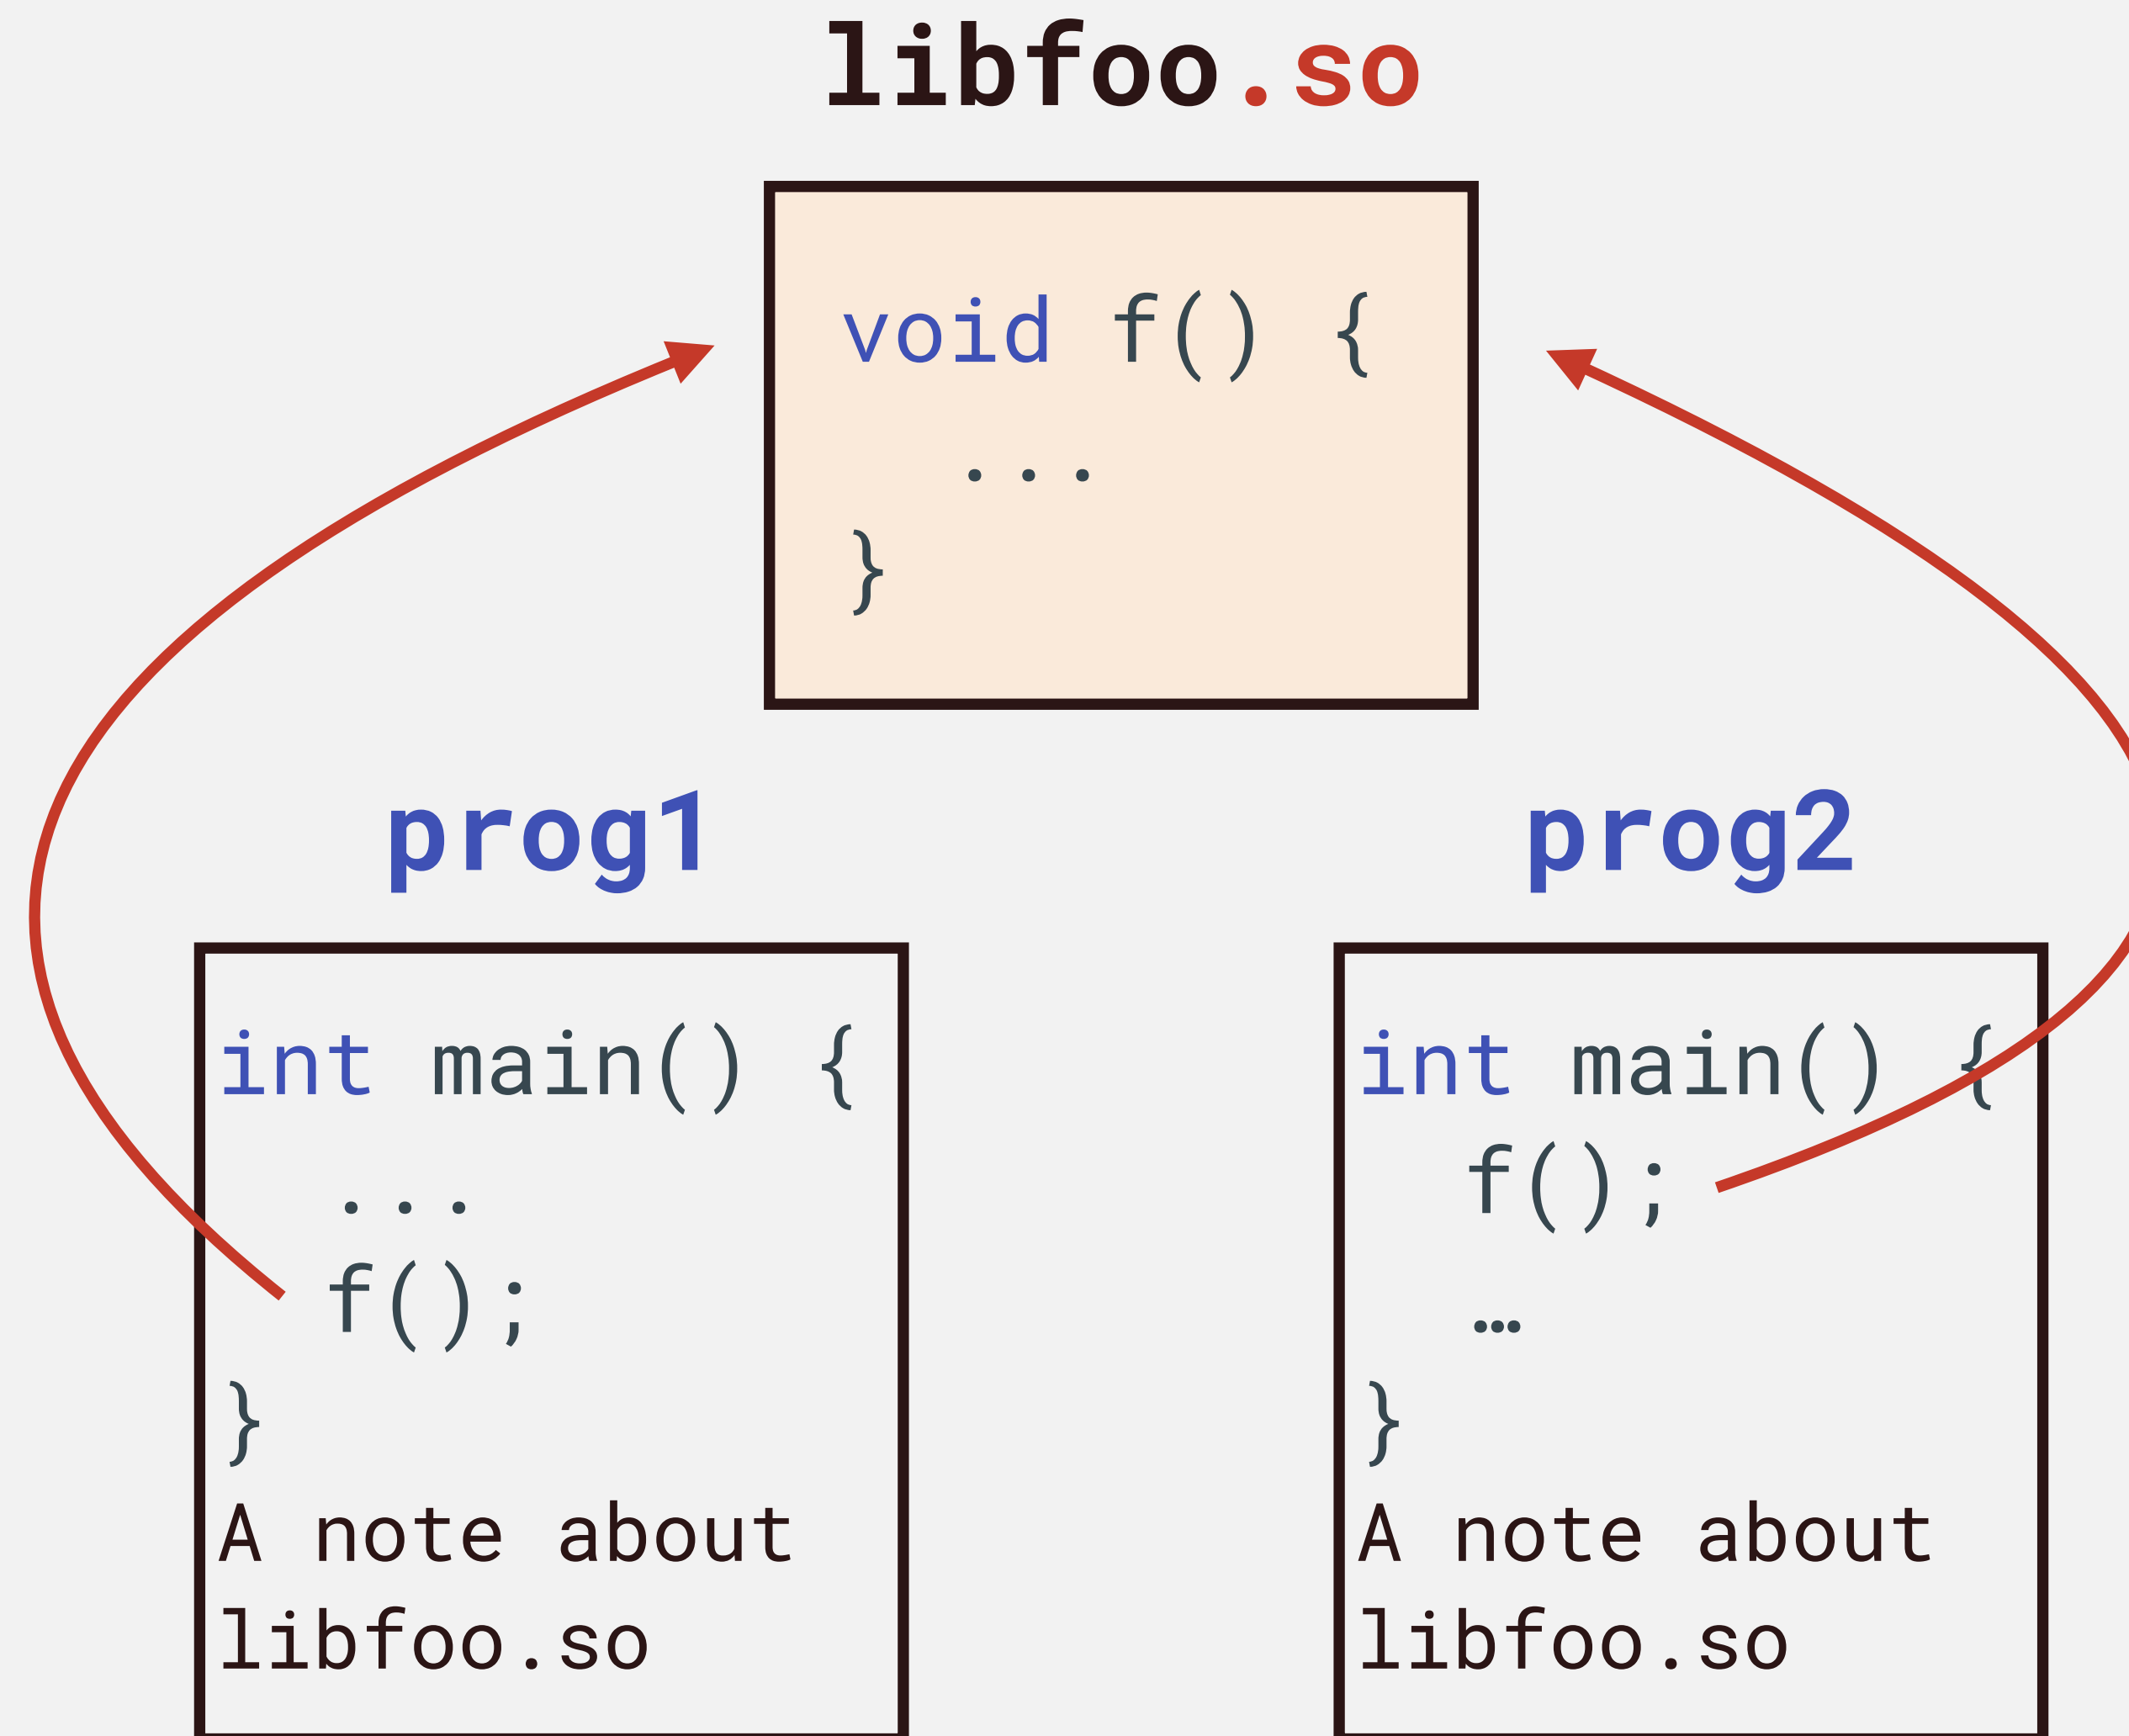 libfoo.so
void f() {
...
}
prog1
int main() {
...
f();
}
A note about
libfoo.so
prog2
int main() {
f();
…
}
A note about
libfoo.so